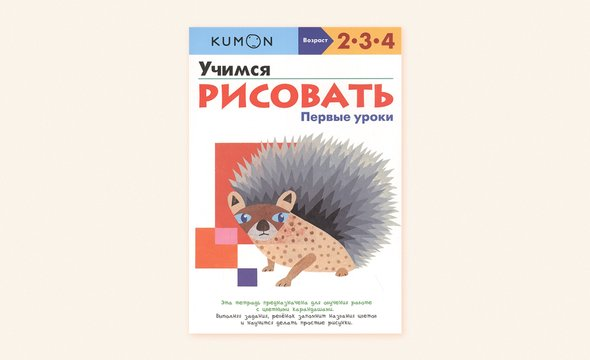 KUMON
Возраст 2•3•4
Учимся
РИСОВАТЬ
Первые уроки
Эта тетрадь предназначена для обучения работе
с цветными карандашами.
Выполняя задания, ребёнок запомнит названия цветов
и научится делать простые рисунки.